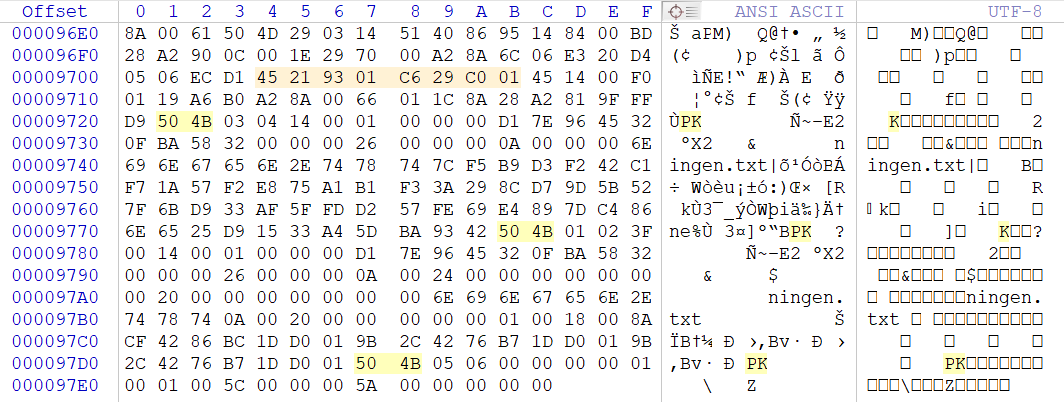 Offset 0 1 2 3 4 5 6 7 8 9 A B C D E F ANSI ASCII UTF-8
000096E0 8A 00 61 50 4D 29 03 14 51 40 86 95 14 84 00 BD Š aPM) Q@†• „ ½ M) Q@
000096F0 28 A2 90 0C 00 1E 29 70 00 A2 8A 6C 06 E3 20 D4 (¢ )p ¢Šl ã Ô )p
00009700 05 06 EC D1 45 21 93 01 C6 29 C0 01 45 14 00 F0 ìÑE!“ Æ)À E ð
00009710 01 19 A6 B0 A2 8A 00 66 01 1C 8A 28 A2 81 9F FF ¦°¢Š f Š(¢ Ÿÿ f
00009720 D9 50 4B 03 04 14 00 01 00 00 00 D1 7E 96 45 32 ÙPK Ñ~–E2 K 2
00009730 0F BA 58 32 00 00 00 26 00 00 00 0A 00 00 00 6E ºX2 & n & n
00009740 69 6E 67 65 6E 2E 74 78 74 7C F5 B9 D3 F2 42 C1 ingen.txt|õ¹ÓòBÁ ingen.txt| B
00009750 F7 1A 57 F2 E8 75 A1 B1 F3 3A 29 8C D7 9D 5B 52 ÷ Wòèu¡±ó:)Œ× [R R
00009760 7F 6B D9 33 AF 5F FD D2 57 FE 69 E4 89 7D C4 86 kÙ3¯_ýÒWþiä‰}Ä† k i
00009770 6E 65 25 D9 15 33 A4 5D BA 93 42 50 4B 01 02 3F ne%Ù 3¤]º“BPK ? ] K ?
00009780 00 14 00 01 00 00 00 D1 7E 96 45 32 0F BA 58 32 Ñ~–E2 ºX2 2
00009790 00 00 00 26 00 00 00 0A 00 24 00 00 00 00 00 00 & $ & $
000097A0 00 20 00 00 00 00 00 00 00 6E 69 6E 67 65 6E 2E ningen. ningen.
000097B0 74 78 74 0A 00 20 00 00 00 00 00 01 00 18 00 8A txt Š txt
000097C0 CF 42 86 BC 1D D0 01 9B 2C 42 76 B7 1D D0 01 9B ÏB†¼ Ð ›,Bv· Ð ›
000097D0 2C 42 76 B7 1D D0 01 50 4B 05 06 00 00 00 00 01 ,Bv· Ð PK PK
000097E0 00 01 00 5C 00 00 00 5A 00 00 00 00 00 \ Z \ Z